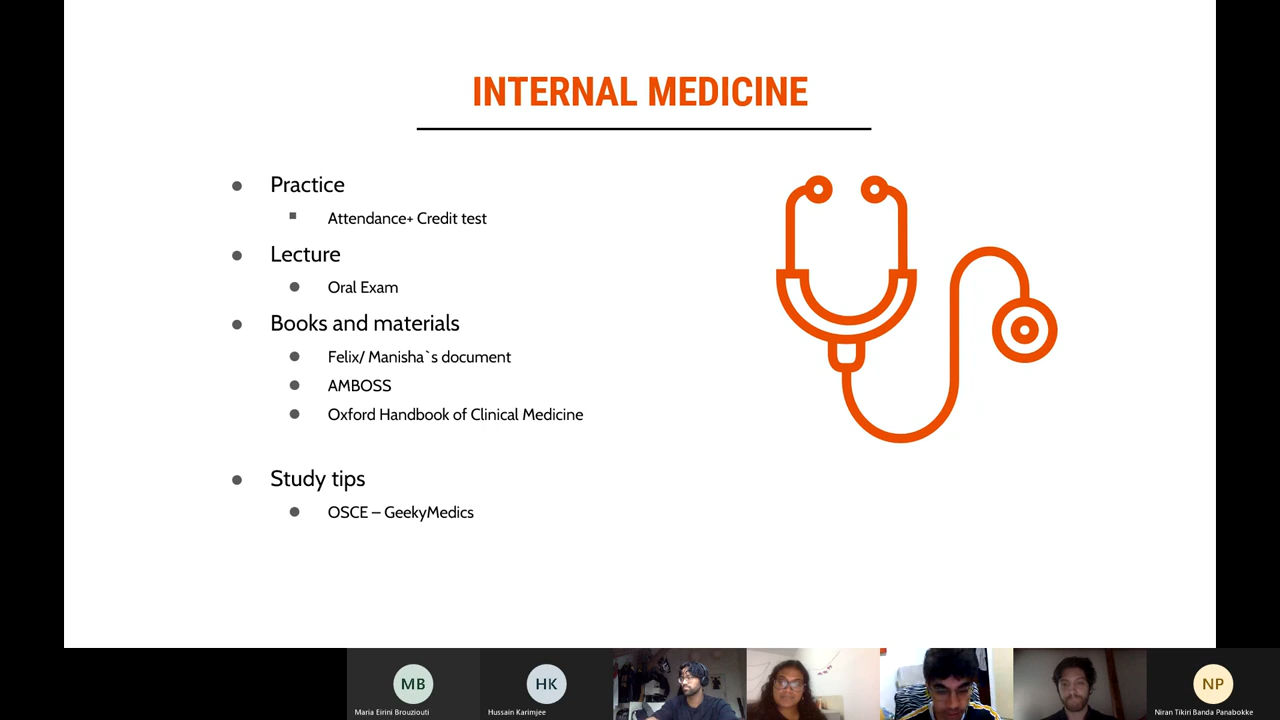 INTERNAL MEDICINE
Practice
Attendance+ Credit test
Lecture
Oral Exam
Books and materials
Felix/ Manisha`s document
AMBOSS
Oxford Handbook of Clinical Medicine
Study tips
OSCE – GeekyMedics
MB
HK
NP
Maria Eirini Brouziouti
Hussain Karimjee
Niran Tikiri Banda Panabokke